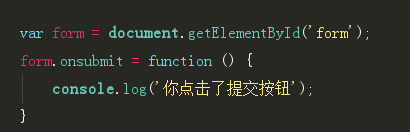 var form = document.getElementById('form');
form.onsubmit = function () {
    console.log('你点击了提交按钮');
}